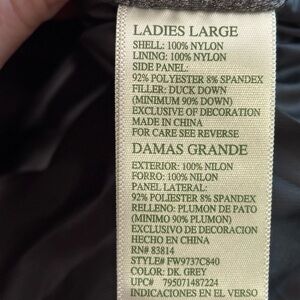 LADIES LARGE
SHELL: 100% NYLON
LINING: 100% NYLON
SIDE PANEL:
92% POLYESTER 8% SPANDEX
FILLER: DUCK DOWN
(MINIMUM 90% DOWN)
EXCLUSIVE OF DECORATION
MADE IN CHINA
FOR CARE SEE REVERSE
DAMAS GRANDE
EXTERIOR: 100% NILON
FORRO: 100% NILON
PANEL LATERAL:
92% POLIESTER 8% SPANDEX
RELLENO: PLUMON DE PATO
(MINIMO 90% PLUMON)
EXCLUSIVO DE DECORACION
HECHO EN CHINA
RN# 83814
STYLE# FW9737C840
COLOR: DK. GREY
UPC# 795071487224
INDICACIONES EN EL VERSO